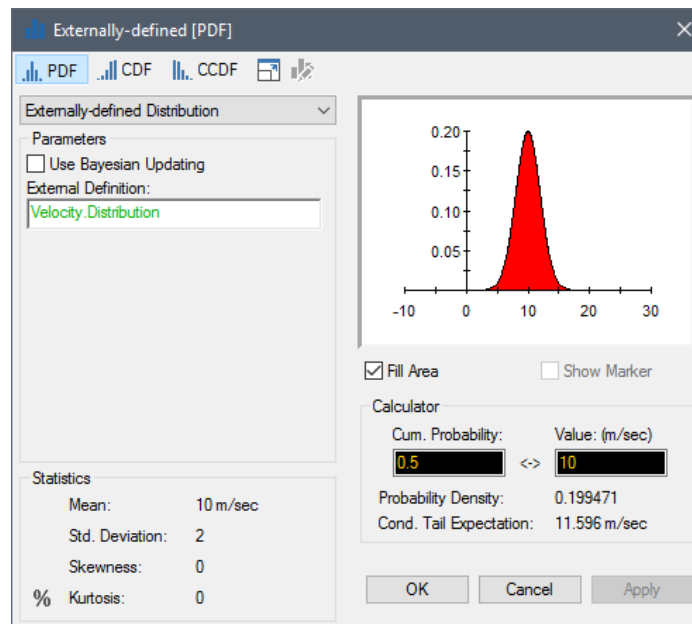 Externally-defined [PDF]
PDF CDF CCDF
Externally-defined Distribution
Parameters
Use Bayesian Updating
External Definition:
Velocity.Distribution
Statistics
Mean: 10 m/sec
Std. Deviation: 2
Skewness: 0
% Kurtosis: 0
0.20
0.15
0.10
0.05
-10 0 10 20 30
Fill Area Show Marker
Calculator
Cum. Probability: Value: (m/sec)
0.5 <-> 10
Probability Density: 0.199471
Cond. Tail Expectation: 11.596 m/sec
OK Cancel Apply